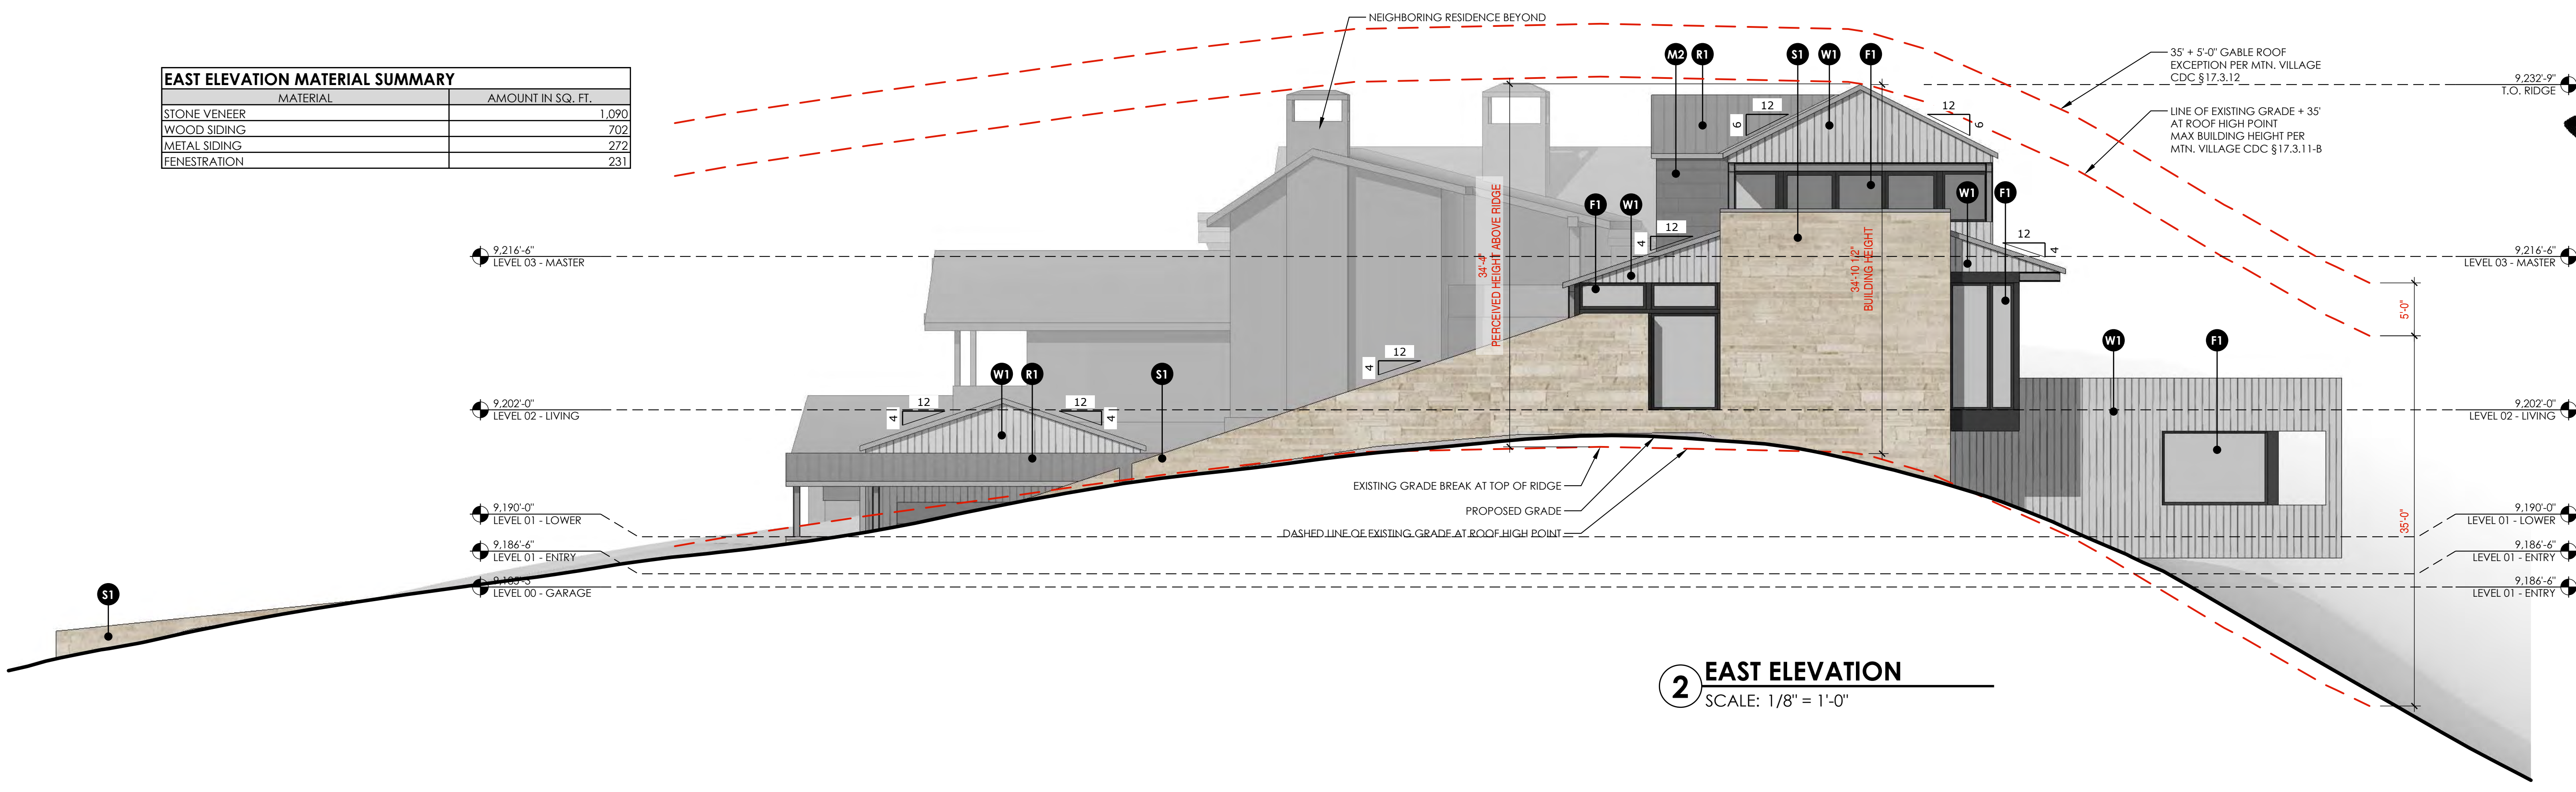 NEIGHBORING RESIDENCE BEYOND
EAST ELEVATION MATERIAL SUMMARY
MATERIAL AMOUNT IN SQ. FT.
STONE VENEER 1,090
WOOD SIDING 702
METAL SIDING 272
FENESTRATION 231
M2 R1 S1 W1 F1
35' + 5'-0" GABLE ROOF
EXCEPTION PER MTN. VILLAGE
CDC §17.3.12
9,232'-9"
T.O. RIDGE
LINE OF EXISTING GRADE + 35'
AT ROOF HIGH POINT
MAX BUILDING HEIGHT PER
MTN. VILLAGE CDC §17.3.11-B
12
6
12
6
F1 W1
W1 F1
12
4
12
4
34'-4"
PERCEIVED HEIGHT ABOVE RIDGE
34'-10 1/2"
BUILDING HEIGHT
9,216'-6"
LEVEL 03 - MASTER
9,216'-6"
LEVEL 03 - MASTER
5'-0"
W1 F1
12
4
W1 R1 S1
12
4
12
4
9,202'-0"
LEVEL 02 - LIVING
9,202'-0"
LEVEL 02 - LIVING
EXISTING GRADE BREAK AT TOP OF RIDGE
PROPOSED GRADE
DASHED LINE OF EXISTING GRADE AT ROOF HIGH POINT
35'-0"
9,190'-0"
LEVEL 01 - LOWER
9,190'-0"
LEVEL 01 - LOWER
9,186'-6"
LEVEL 01 - ENTRY
9,186'-6"
LEVEL 01 - ENTRY
LEVEL 00 - GARAGE
9,186'-6"
LEVEL 01 - ENTRY
S1
2 EAST ELEVATION
SCALE: 1/8" = 1'-0"